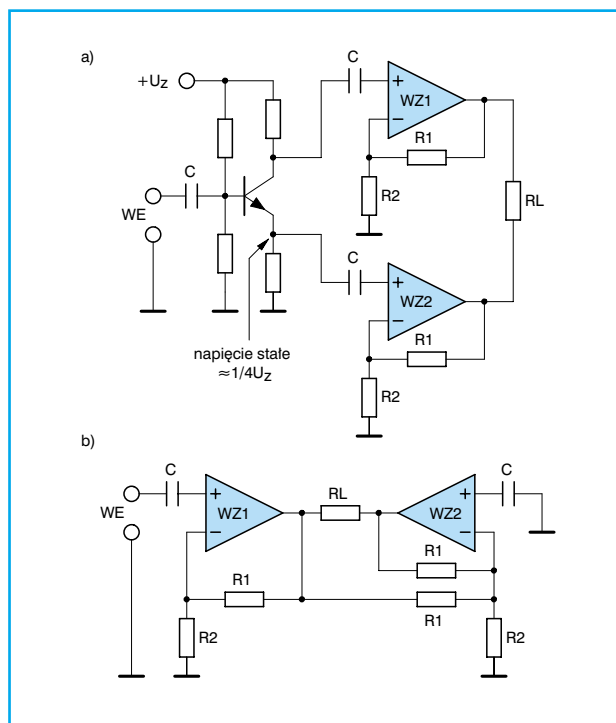 a)
+Uz
C
+
WZ1
−
R1
R2
C
WE
RL
C
+
WZ2
−
R1
R2
napięcie stałe
≈1/4Uz
b)
C
WE
+
WZ1
−
RL
+
WZ2
−
C
R1
R1
R1
R2
R2